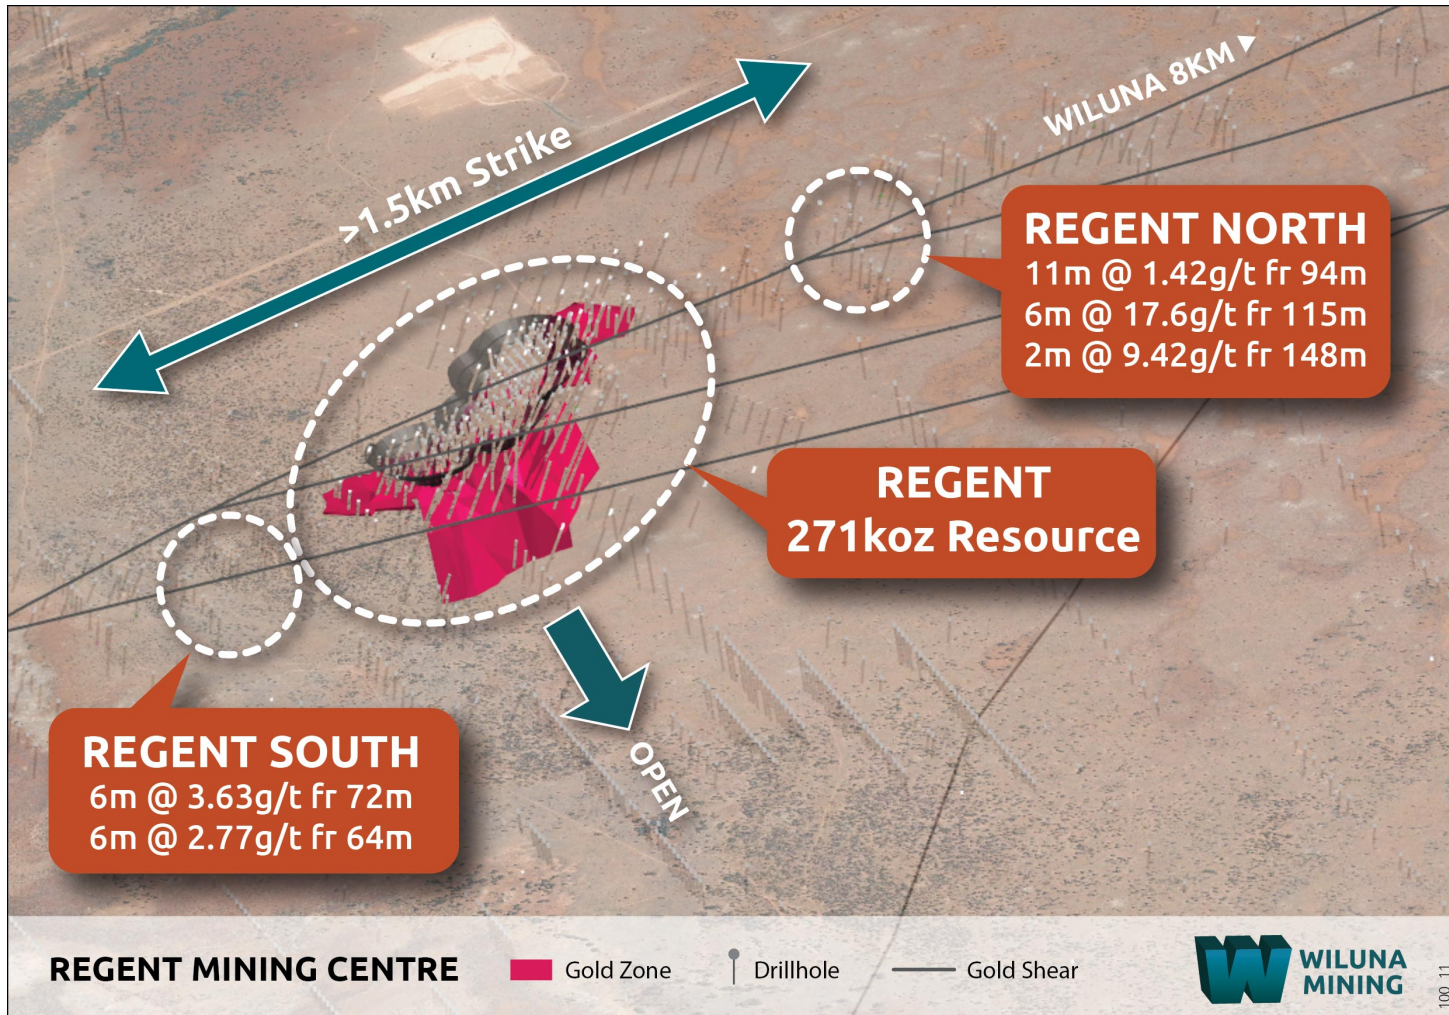 >1.5km Strike
WILUNA 8KM
REGENT NORTH
11m @ 1.42g/t fr 94m
6m @ 17.6g/t fr 115m
2m @ 9.42g/t fr 148m
REGENT
271koz Resource
REGENT SOUTH
6m @ 3.63g/t fr 72m
6m @ 2.77g/t fr 64m
OPEN
REGENT MINING CENTRE
Gold Zone
Drillhole
Gold Shear
WILUNA
MINING
100_11